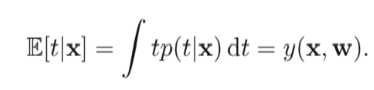 𝔼[t|𝐱] = ∫ tp(t|𝐱) dt = y(𝐱, 𝐰).